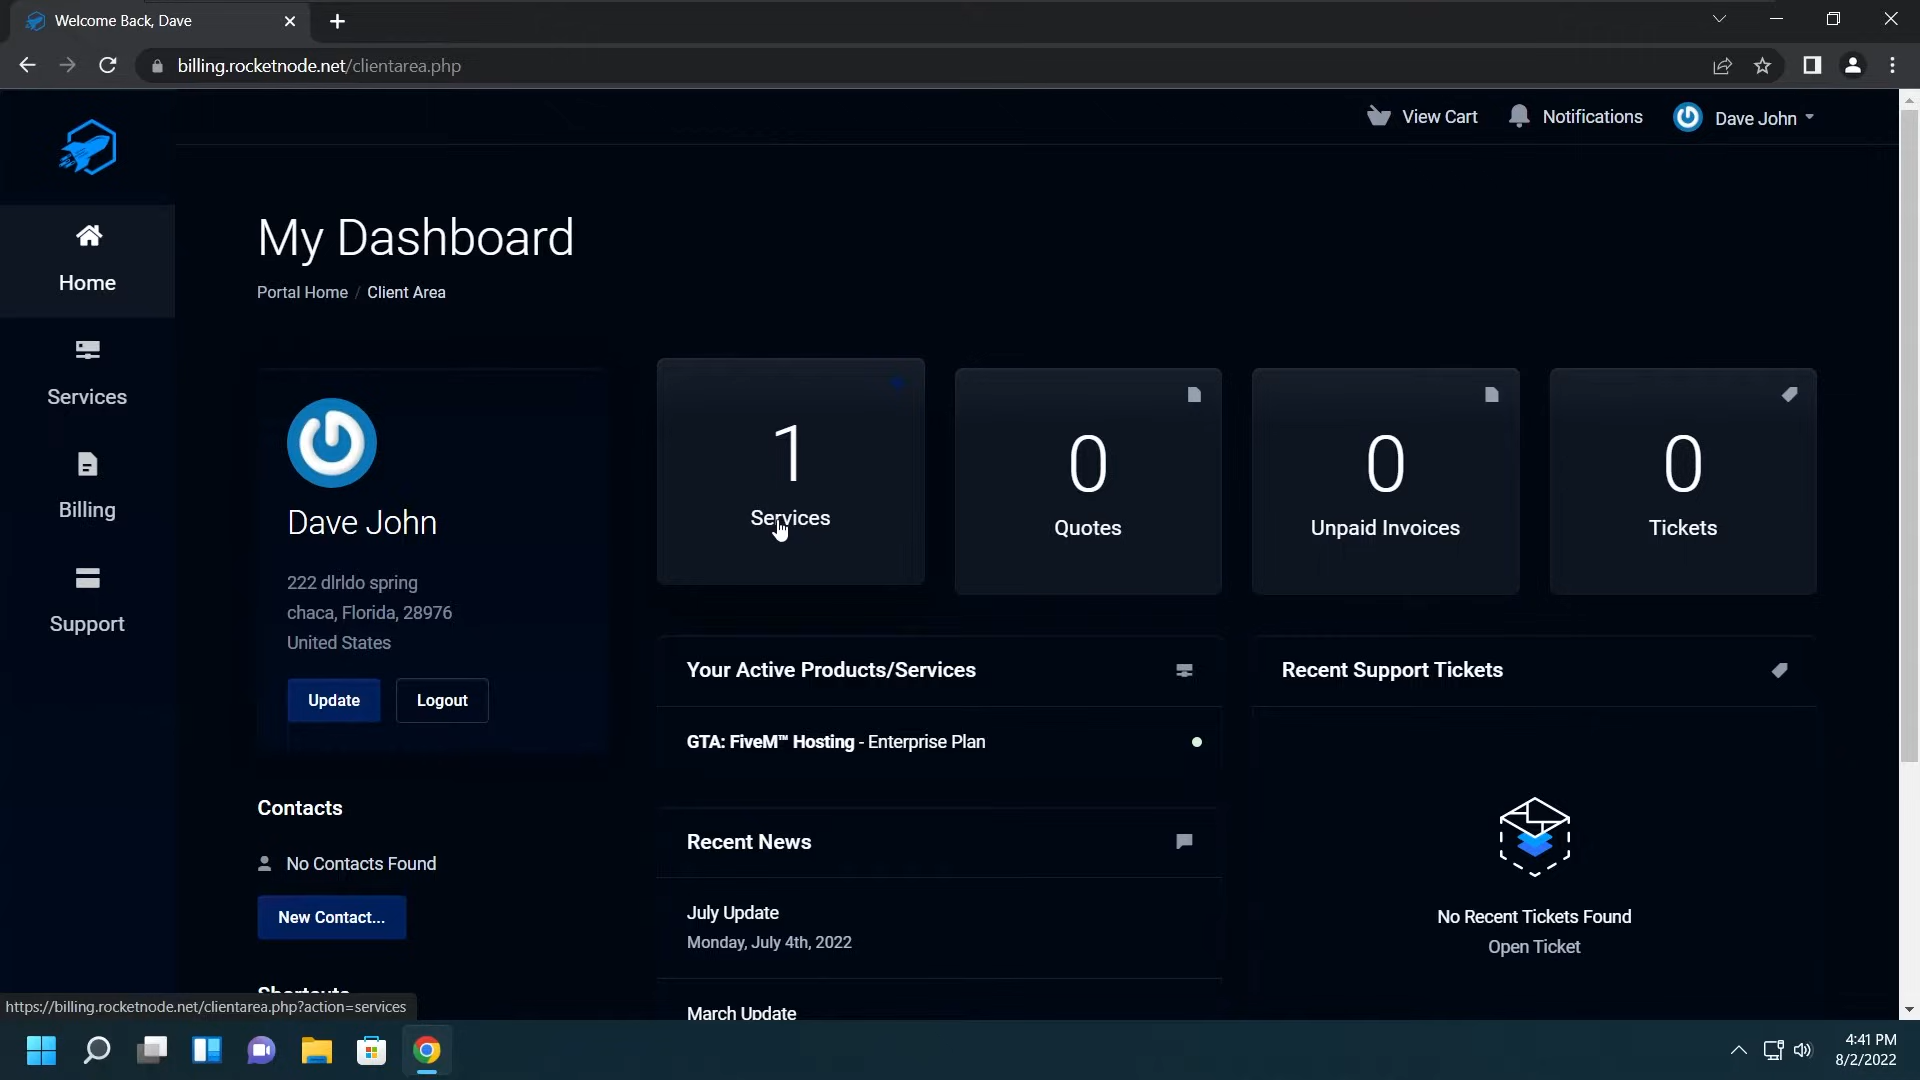 Welcome Back, Dave
billing.rocketnode.net/clientarea.php
View Cart
Notifications
Dave John
Home
Services
Billing
Support
My Dashboard
Portal Home / Client Area
Dave John
222 dlrldo spring
chaca, Florida, 28976
United States
Update
Logout
Contacts
No Contacts Found
New Contact...
Shortcuts
1
Services
0
Quotes
0
Unpaid Invoices
0
Tickets
Your Active Products/Services
GTA: FiveM™ Hosting - Enterprise Plan
Recent News
July Update
Monday, July 4th, 2022
March Update
Recent Support Tickets
No Recent Tickets Found
Open Ticket
https://billing.rocketnode.net/clientarea.php?action=services
4:41 PM
8/2/2022